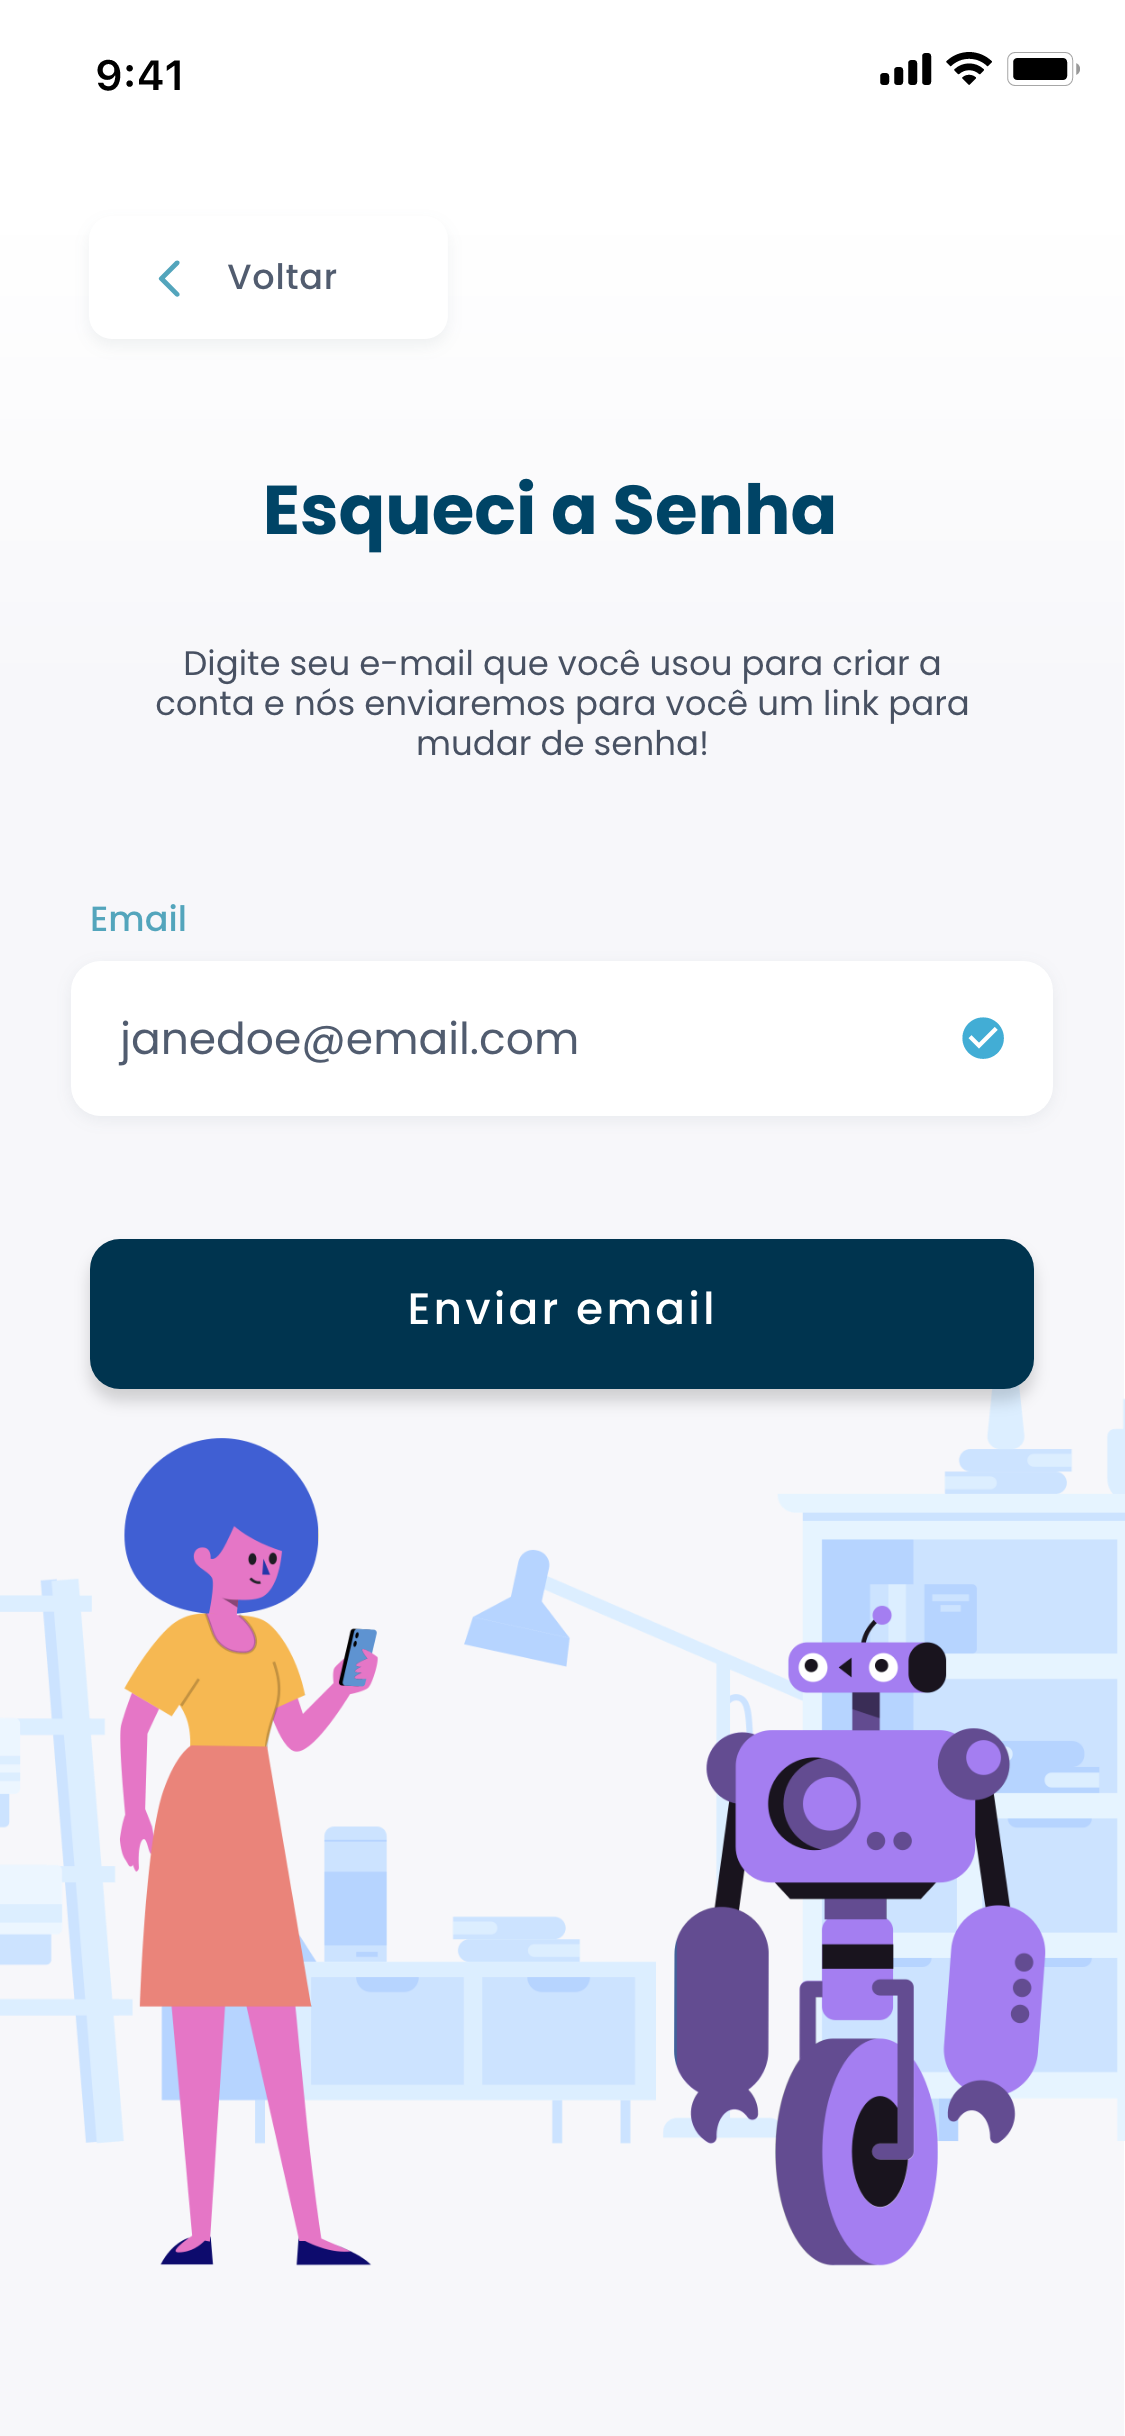 9:41
Voltar
Esqueci a Senha
Digite seu e-mail que você usou para criar a
conta e nós enviaremos para você um link para
mudar de senha!
Email
janedoe@email.com
Enviar email